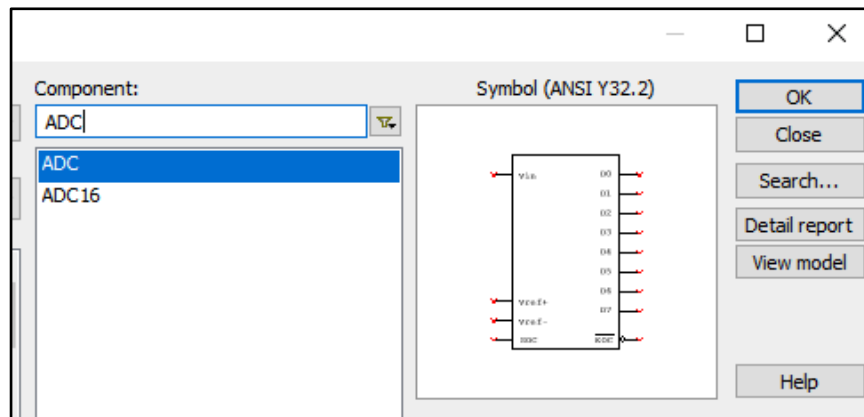 Component:
ADC
ADC
ADC16
Symbol (ANSI Y32.2)
Vin
D0
D1
D2
D3
D4
D5
D6
D7
Vref+
Vref-
SOC
EOC
OK
Close
Search...
Detail report
View model
Help